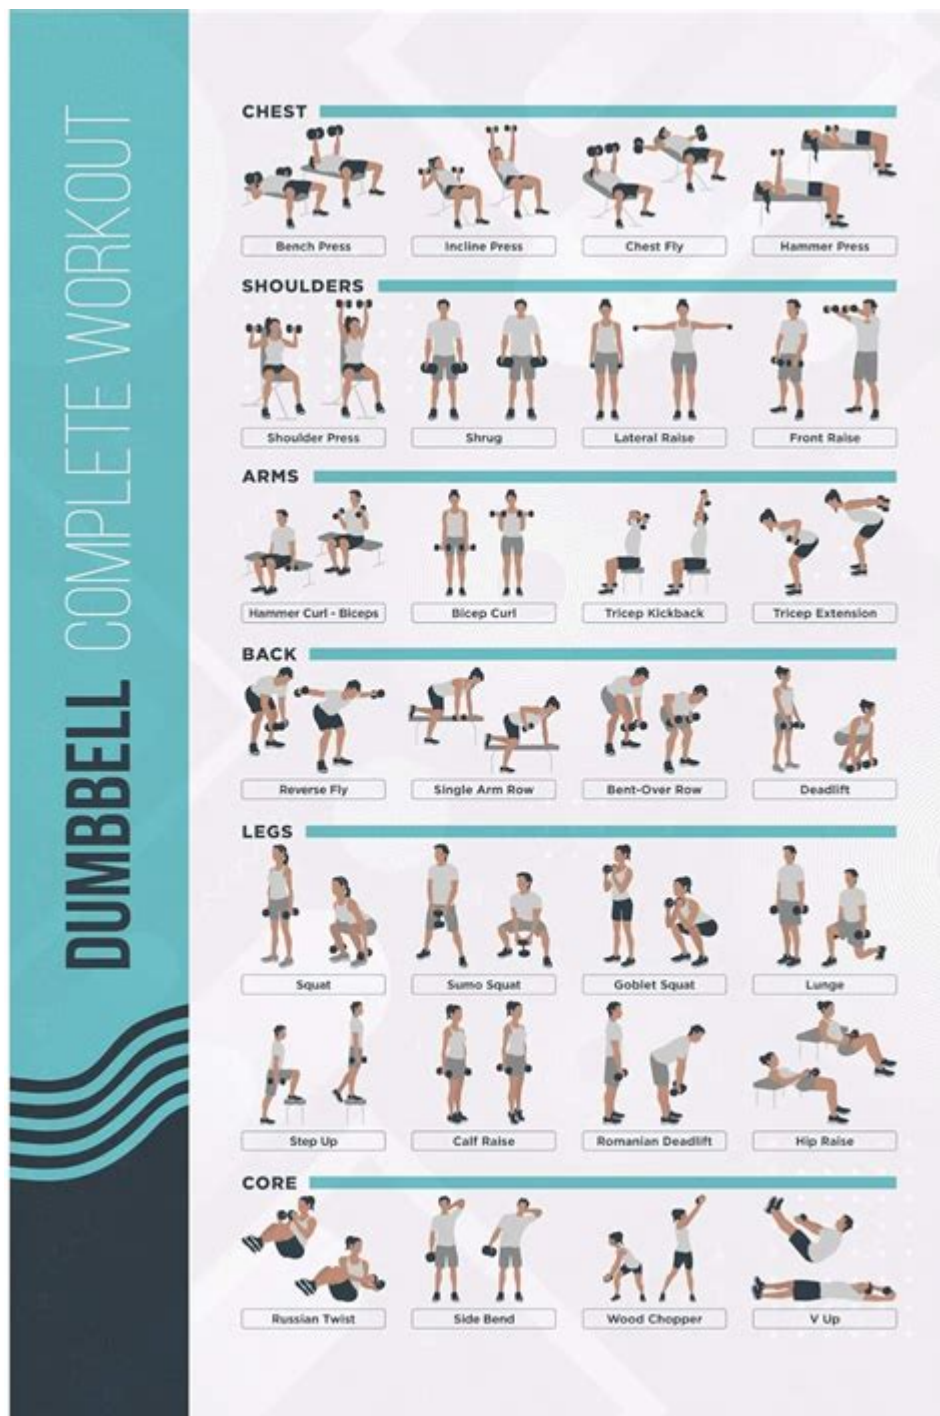 DUMBBELL COMPLETE WORKOUT
CHEST
Bench Press
Incline Press
Chest Fly
Hammer Press
SHOULDERS
Shoulder Press
Shrug
Lateral Raise
Front Raise
ARMS
Hammer Curl - Biceps
Bicep Curl
Tricep Kickback
Tricep Extension
BACK
Reverse Fly
Single Arm Row
Bent-Over Row
Deadlift
LEGS
Squat
Sumo Squat
Goblet Squat
Lunge
Step Up
Calf Raise
Romanian Deadlift
Hip Raise
CORE
Russian Twist
Side Bend
Wood Chopper
V Up